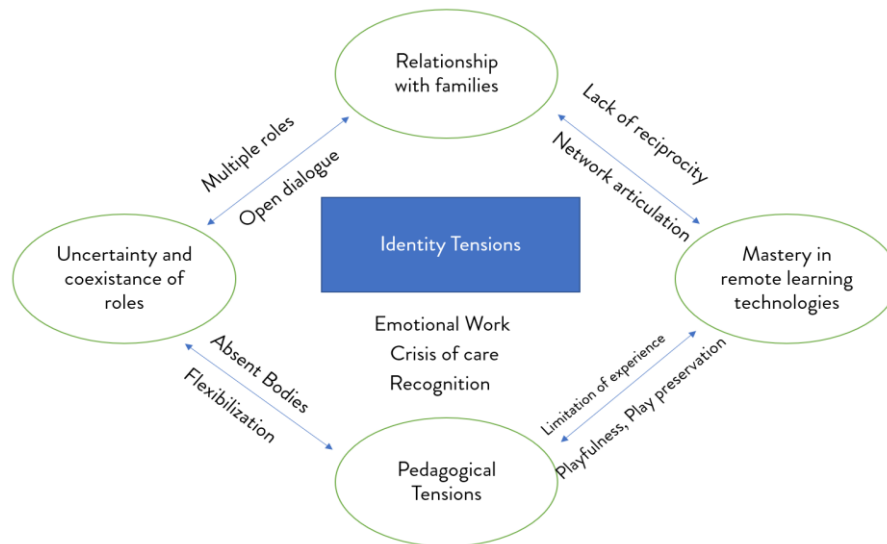 Relationship
with families
Multiple roles
Open dialogue
Lack of reciprocity
Network articulation
Identity Tensions
Uncertainty and
coexistance of
roles
Mastery in
remote learning
technologies
Emotional Work
Crisis of care
Recognition
Absent Bodies
Flexibilization
Limitation of experience
Playfulness, Play preservation
Pedagogical
Tensions